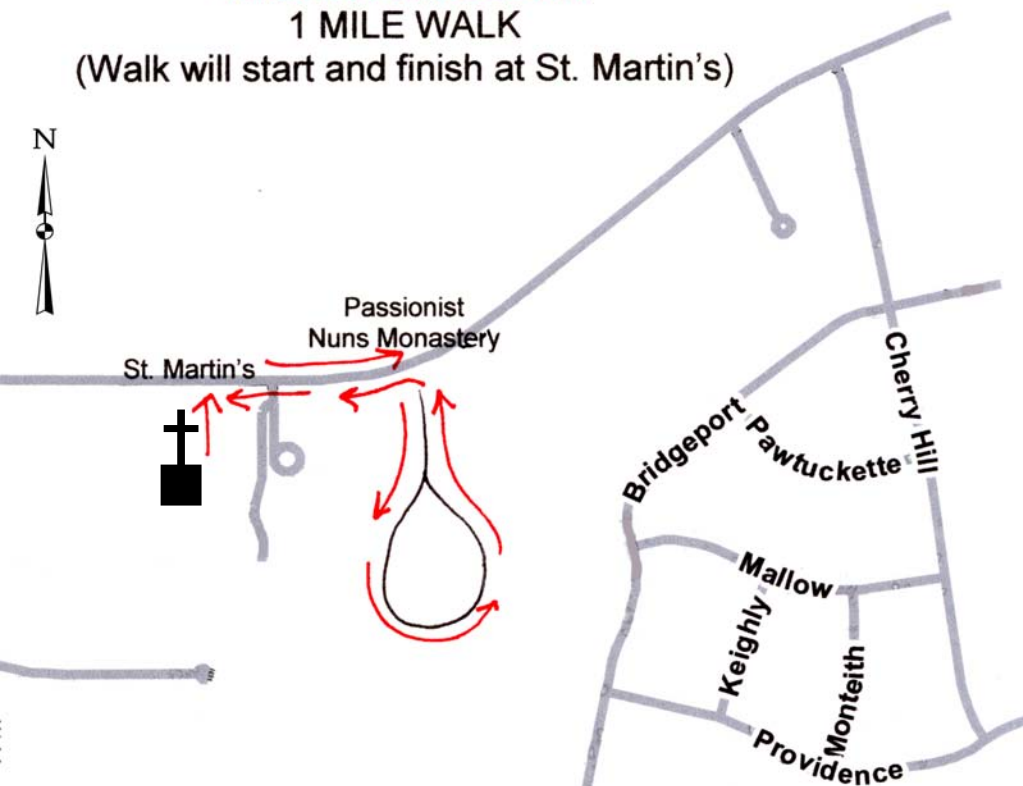 1 MILE WALK
(Walk will start and finish at St. Martin's)
N
Passionist
Nuns Monastery
St. Martin's
Cherry Hill
Bridgeport
Pawtuckette
Mallow
Keighly
Monteith
Providence